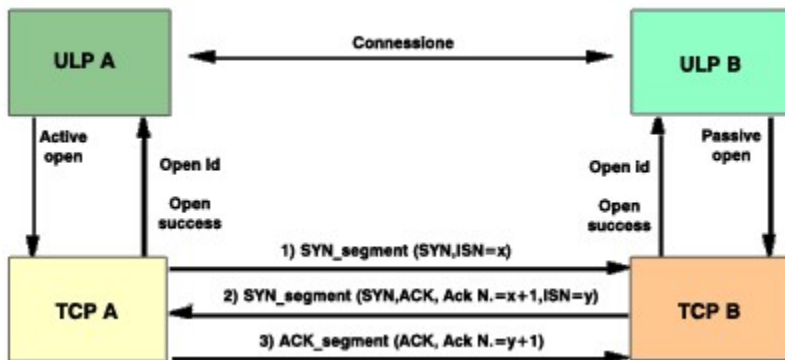 Connessione
ULP A
ULP B
Active
open
Open id
Open
success
Passive
open
Open id
Open
success
1) SYN_segment (SYN,ISN=x)
2) SYN_segment (SYN,ACK, Ack N.=x+1,ISN=y)
TCP A
TCP B
3) ACK_segment (ACK, Ack N.=y+1)